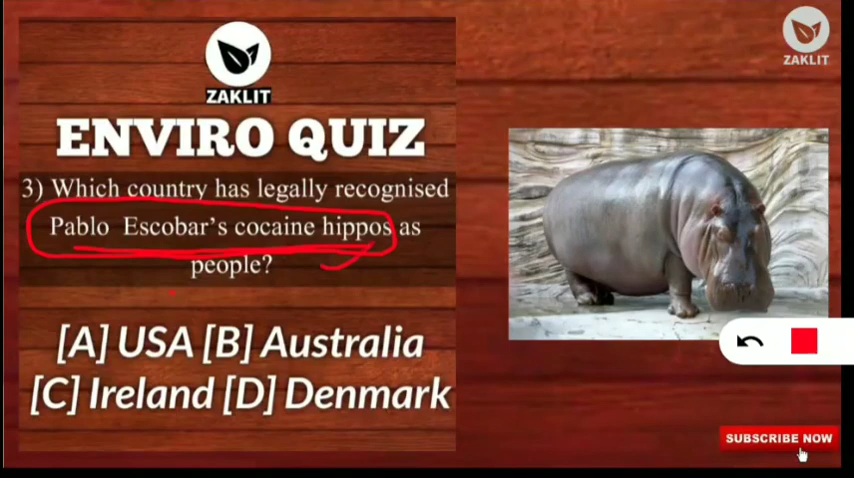 ZAKLIT
ENVIRO QUIZ
3) Which country has legally recognised
Pablo Escobar's cocaine hippos as
people?
[A] USA [B] Australia
[C] Ireland [D] Denmark
ZAKLIT
SUBSCRIBE NOW